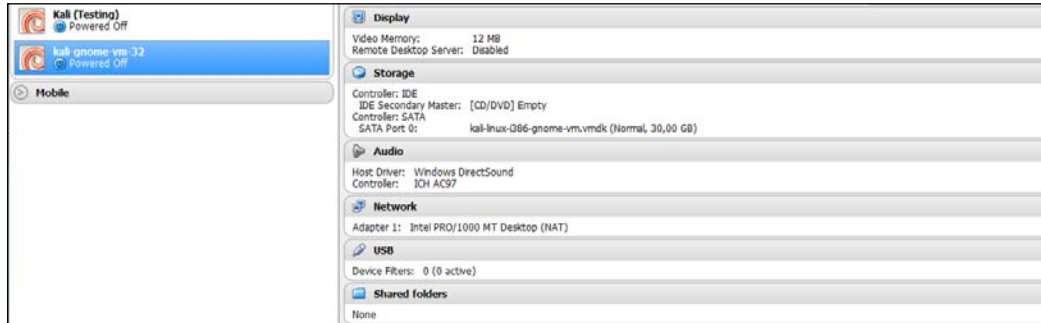 Kali (Testing)
Powered Off
kali-gnome-vm-32
Powered Off
Mobile
Display
Video Memory: 12 MB
Remote Desktop Server: Disabled
Storage
Controller: IDE
IDE Secondary Master: [CD/DVD] Empty
Controller: SATA
SATA Port 0: kali-linux-i386-gnome-vm.vmdk (Normal, 30,00 GB)
Audio
Host Driver: Windows DirectSound
Controller: ICH AC97
Network
Adapter 1: Intel PRO/1000 MT Desktop (NAT)
USB
Device Filters: 0 (0 active)
Shared folders
None